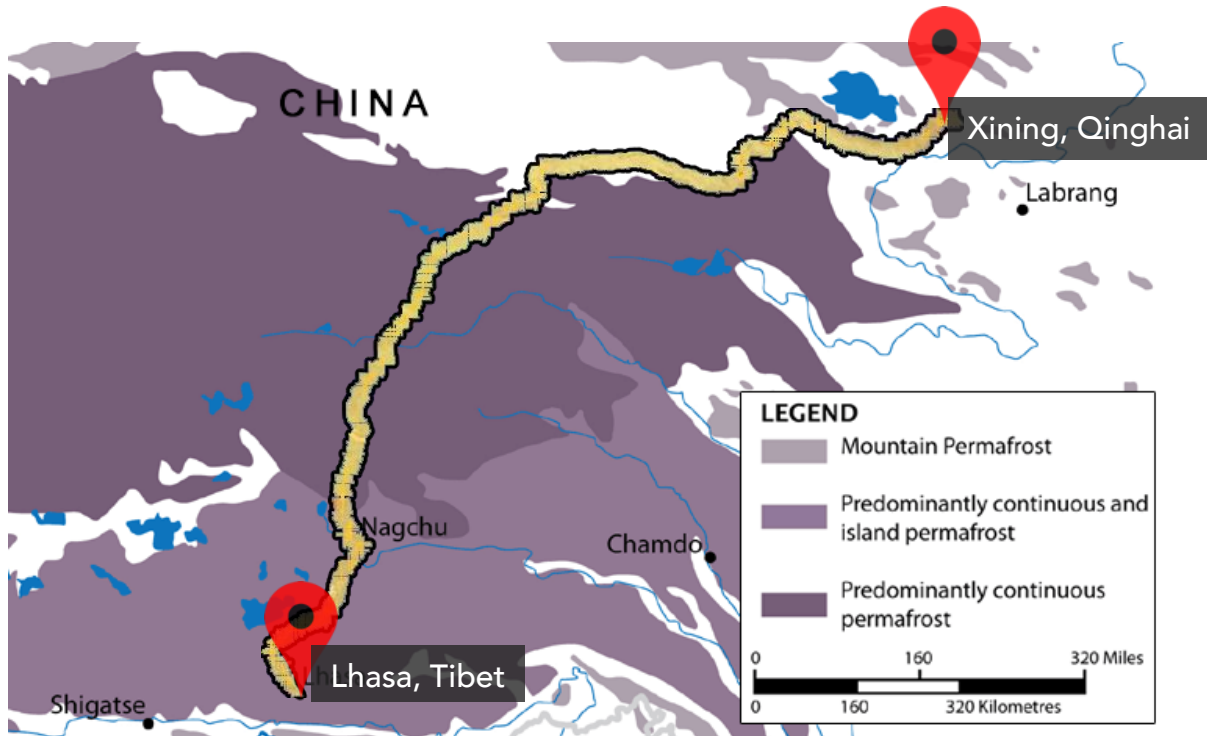 CHINA
Xining, Qinghai
Labrang
LEGEND
Mountain Permafrost
Predominantly continuous and
island permafrost
Predominantly continuous
permafrost
0 160 320 Miles
0 160 320 Kilometres
Nagchu
Chamdo
Lhasa, Tibet
Shigatse